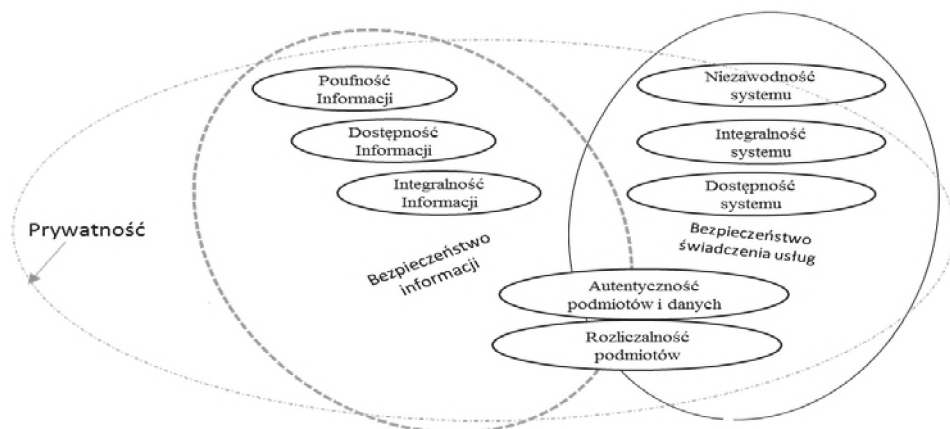 Poufność
Informacji
Dostępność
Informacji
Integralność
Informacji
Prywatność
Bezpieczeństwo
informacji
Niezawodność
systemu
Integralność
systemu
Dostępność
systemu
Bezpieczeństwo
świadczenia usług
Autentyczność
podmiotów i danych
Rozliczalność
podmiotów